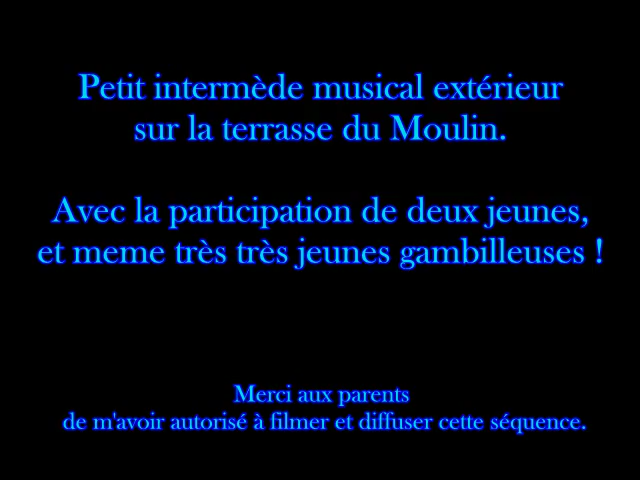 Petit intermède musical extérieur
sur la terrasse du Moulin.
Avec la participation de deux jeunes,
et meme très très jeunes gambilleuses !
Merci aux parents
de m'avoir autorisé à filmer et diffuser cette séquence.